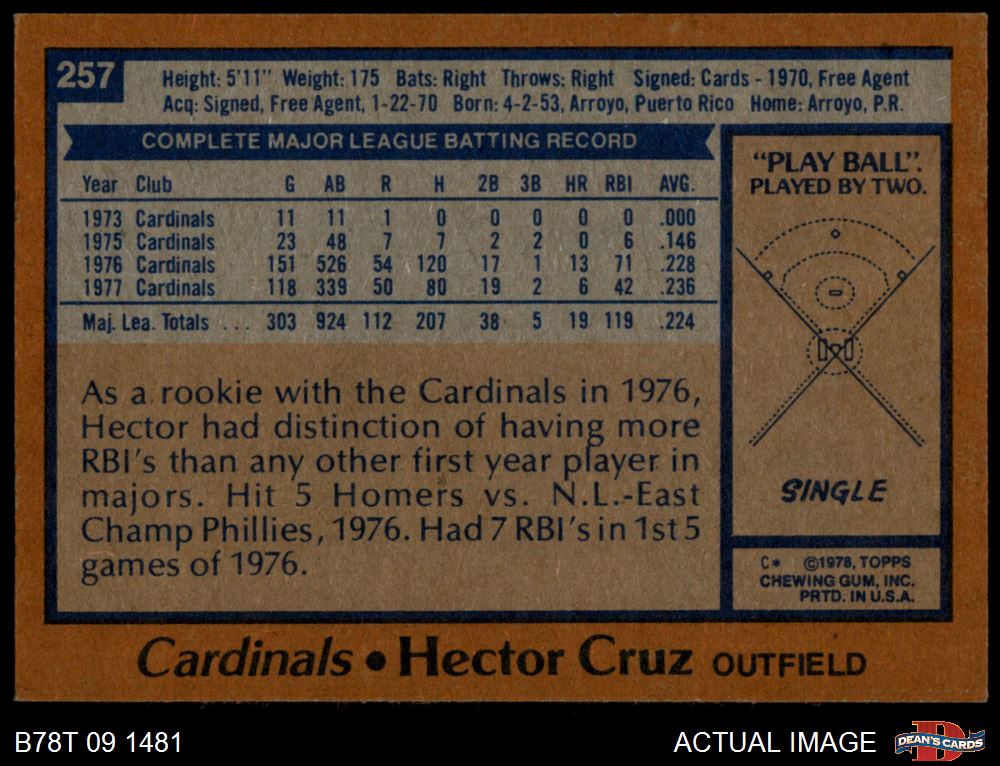 257
Height: 5'11" Weight: 175 Bats: Right Throws: Right Signed: Cards - 1970, Free Agent
Acq: Signed, Free Agent, 1-22-70 Born: 4-2-53, Arroyo, Puerto Rico Home: Arroyo, P.R.
COMPLETE MAJOR LEAGUE BATTING RECORD
Year Club G AB R H 2B 3B HR RBI AVG.
1973 Cardinals 11 11 1 0 0 0 0 0 .000
1975 Cardinals 23 48 7 7 2 2 0 6 .146
1976 Cardinals 151 526 54 120 17 1 13 71 .228
1977 Cardinals 118 339 50 80 19 2 6 42 .236
Maj. Lea. Totals ... 303 924 112 207 38 5 19 119 .224
As a rookie with the Cardinals in 1976,
Hector had distinction of having more
RBI's than any other first year player in
majors. Hit 5 Homers vs. N.L.-East
Champ Phillies, 1976. Had 7 RBI's in 1st 5
games of 1976.
"PLAY BALL".
PLAYED BY TWO.
SINGLE
C* ©1978, TOPPS
CHEWING GUM, INC.
PRTD. IN U.S.A.
Cardinals • Hector Cruz OUTFIELD
B78T 09 1481
ACTUAL IMAGE
DEAN'S CARDS